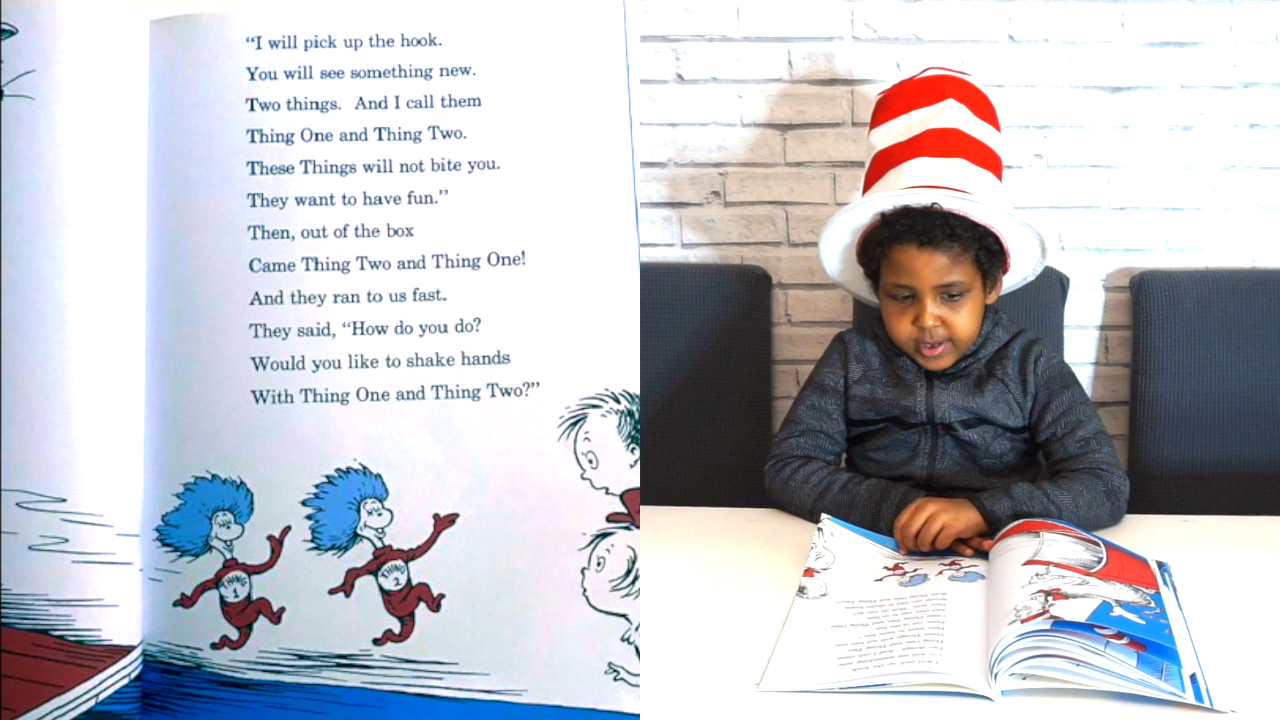 “I will pick up the hook.
You will see something new.
Two things. And I call them
Thing One and Thing Two.
These Things will not bite you.
They want to have fun.”
Then, out of the box
Came Thing Two and Thing One!
And they ran to us fast.
They said, “How do you do?
Would you like to shake hands
With Thing One and Thing Two?”
THING
1
THING
2